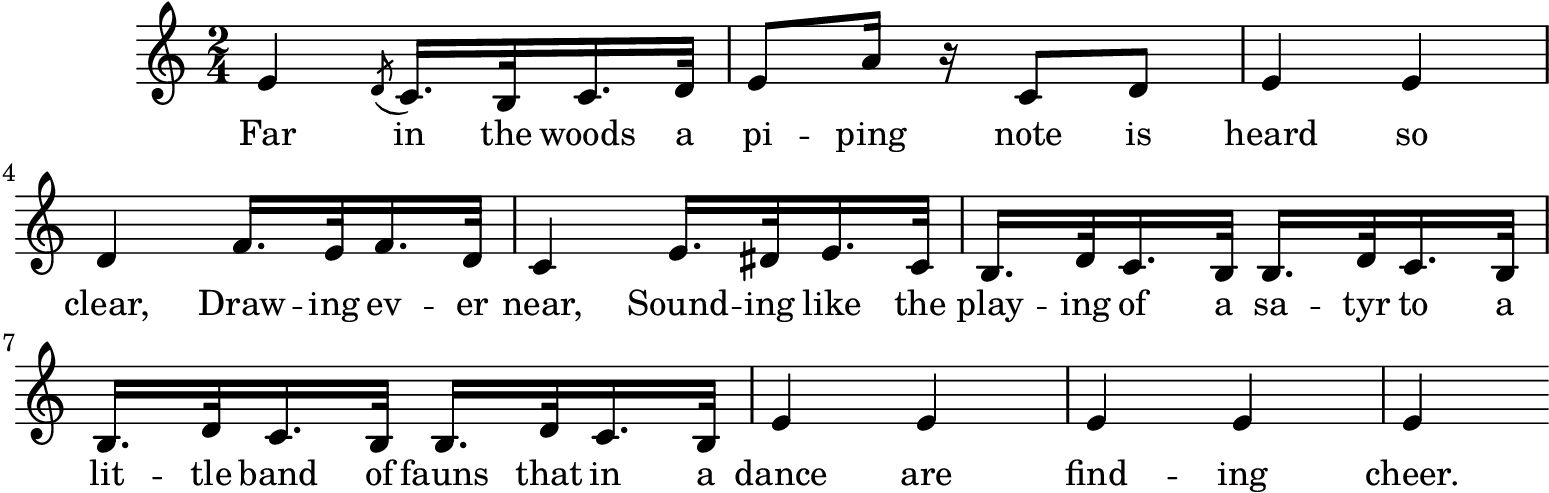 2
4
Far in the woods a pi -- ping note is heard so
4
clear, Draw -- ing ev -- er near, Sound -- ing like the play -- ing of a sa -- tyr to a
7
lit -- tle band of fauns that in a dance are find -- ing cheer.